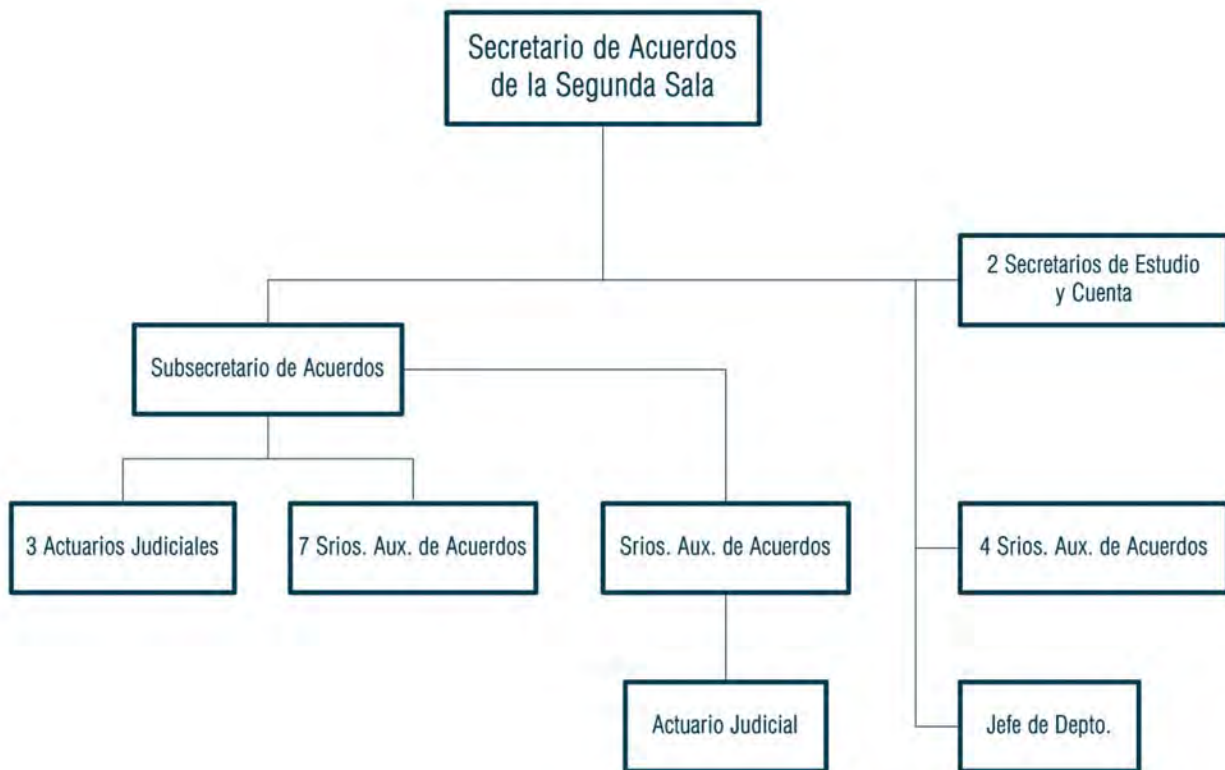 Secretario de Acuerdos
de la Segunda Sala
2 Secretarios de Estudio
y Cuenta
Subsecretario de Acuerdos
3 Actuarios Judiciales
7 Srios. Aux. de Acuerdos
Srios. Aux. de Acuerdos
4 Srios. Aux. de Acuerdos
Actuario Judicial
Jefe de Depto.